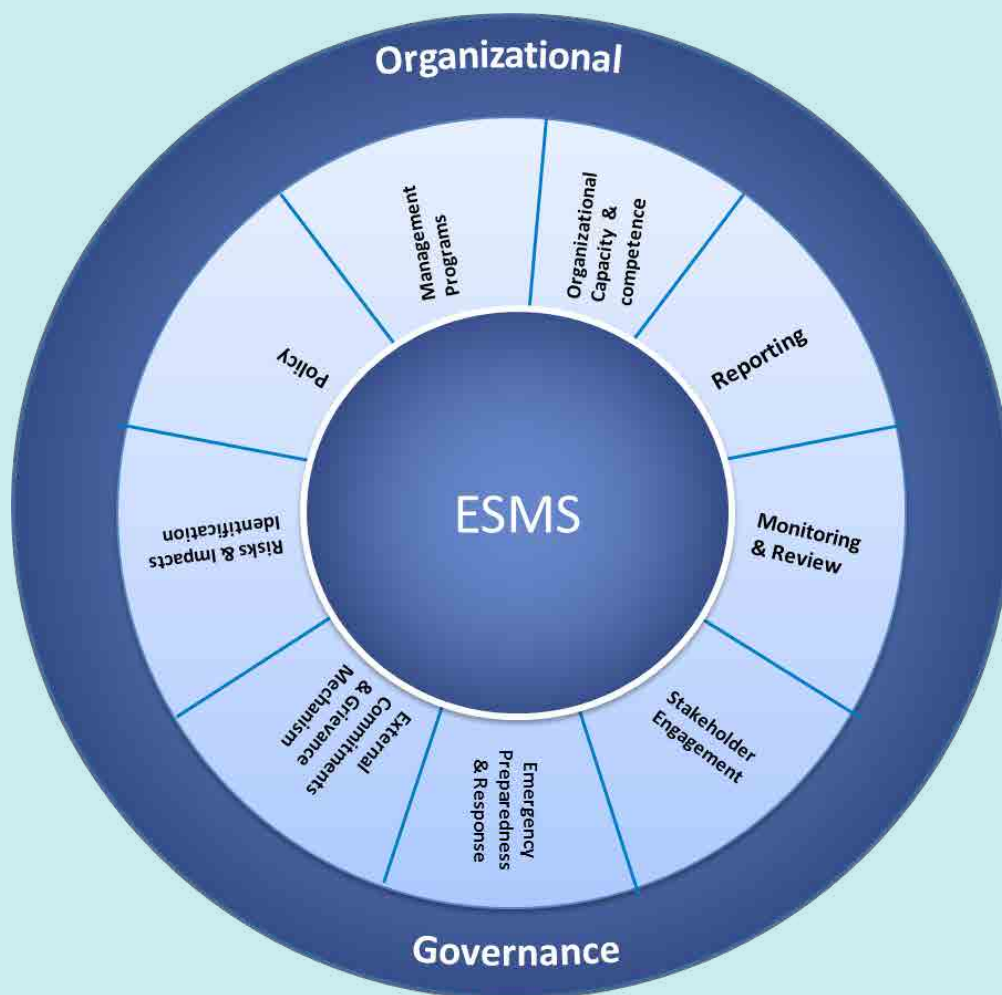 Organizational
Management
Programs
Organizational
Capacity &
competence
Reporting
Monitoring
& Review
Stakeholder
Engagement
Emergency
Preparedness
& Response
External
Commitments
& Grievance
Mechanism
Risks & Impacts
Identification
Policy
ESMS
Governance